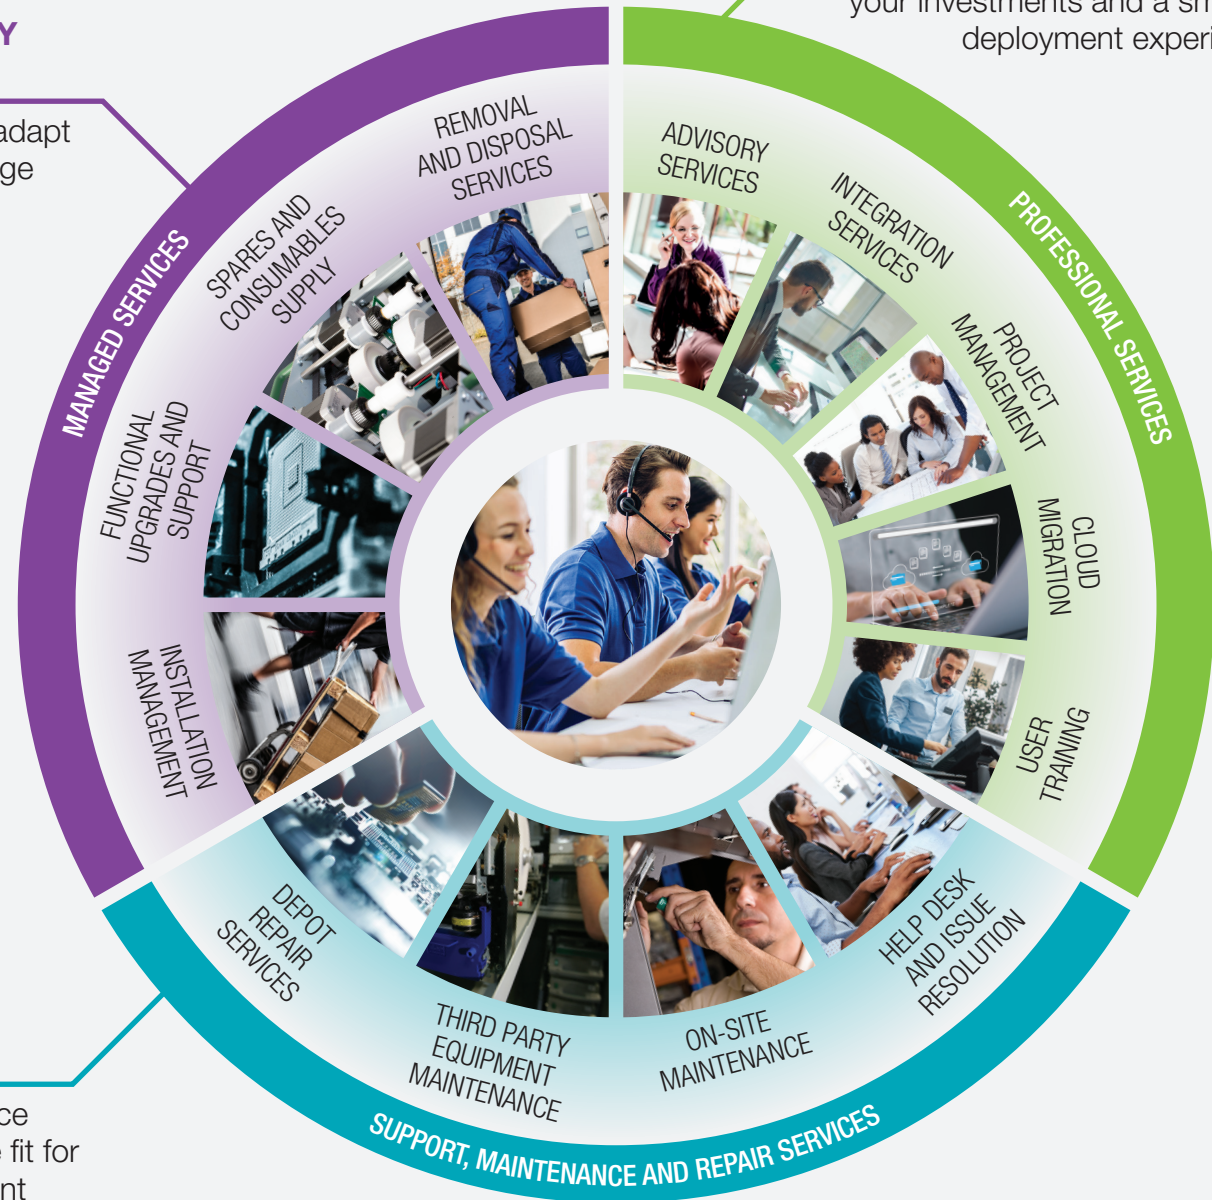 Y
your investments and a sm
deployment experi
adapt
ge
MANAGED SERVICES
REMOVAL
AND DISPOSAL
SERVICES
SPARES AND
CONSUMABLES
SUPPLY
FUNCTIONAL
UPGRADES AND
SUPPORT
INSTALLATION
MANAGEMENT
PROFESSIONAL SERVICES
ADVISORY
SERVICES
INTEGRATION
SERVICES
PROJECT
MANAGEMENT
CLOUD
MIGRATION
USER
TRAINING
HELP DESK
AND ISSUE
RESOLUTION
ON-SITE
MAINTENANCE
THIRD PARTY
EQUIPMENT
MAINTENANCE
DEPOT
REPAIR
SERVICES
SUPPORT, MAINTENANCE AND REPAIR SERVICES
ce
fit for
nt